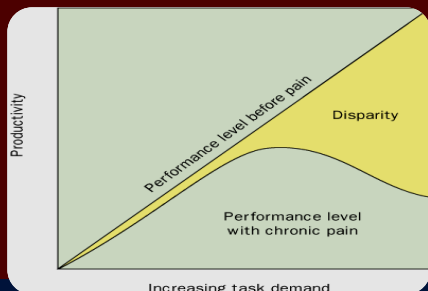 Productivity
Performance level before pain
Disparity
Performance level
with chronic pain
Increasing task demand